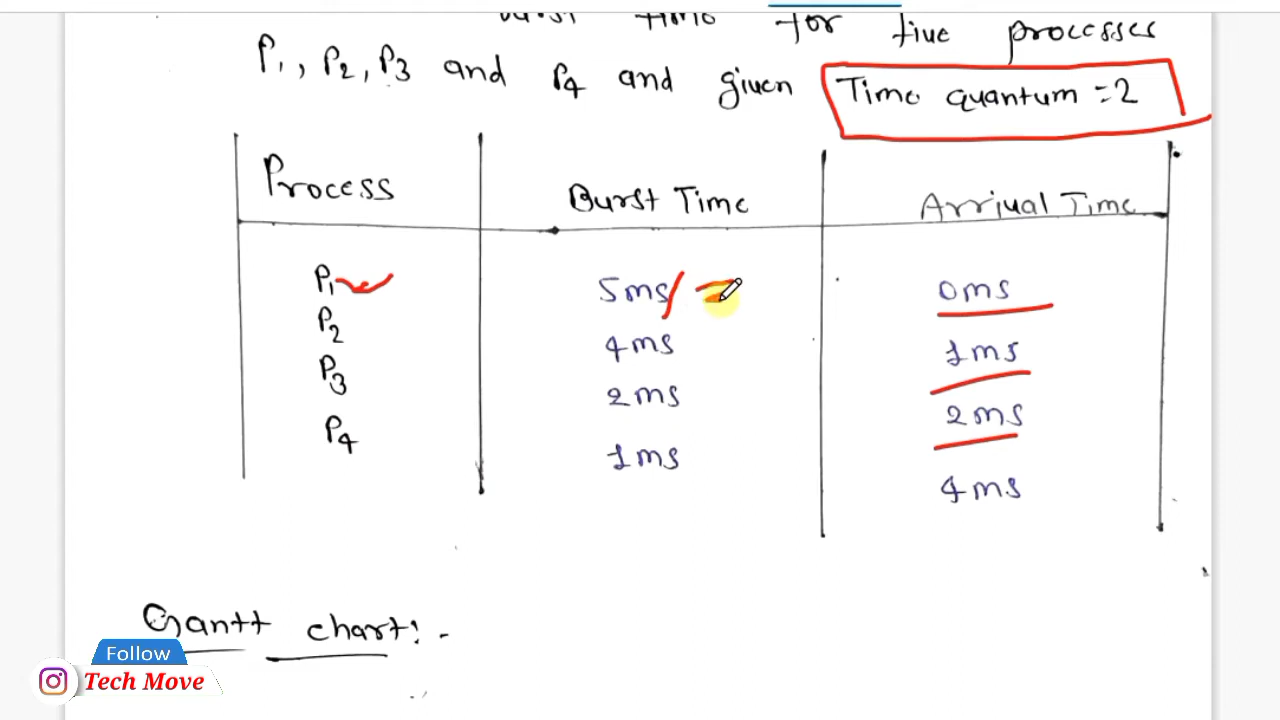 time for five processes
P1, P2, P3 and P4 and given Time quantum = 2
Process Burst Time Arrival Time
P1 5ms 0ms
P2 4ms 1ms
P3 2ms 2ms
P4 1ms 4ms
Gantt chart:-
Follow
Tech Move